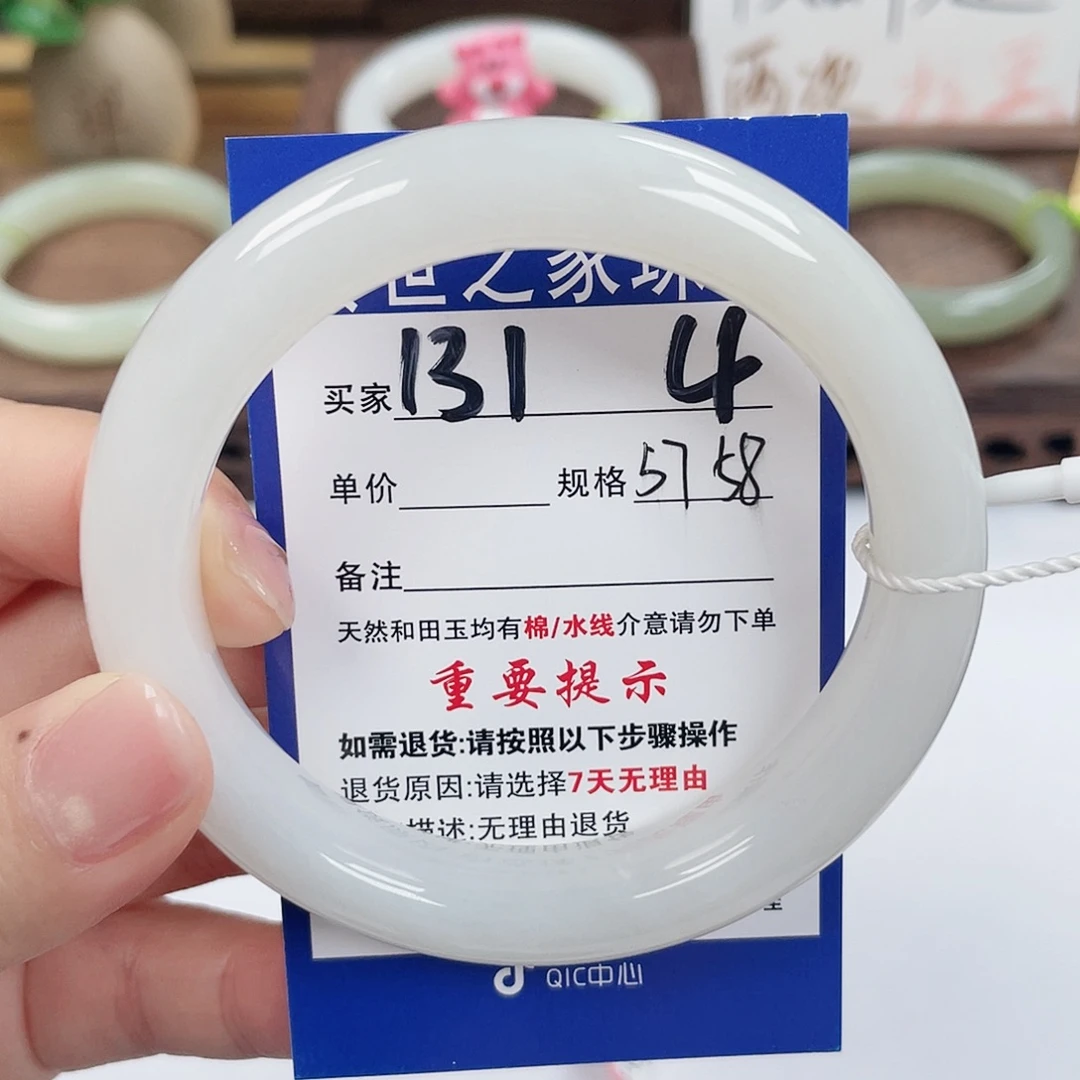 世之家珠
买家 131 4
单价 规格 57 58
备注
天然和田玉均有棉/水线介意请勿下单
重要提示
如需退货:请按照以下步骤操作
退货原因:请选择7天无理由
描述:无理由退货
QIC中心